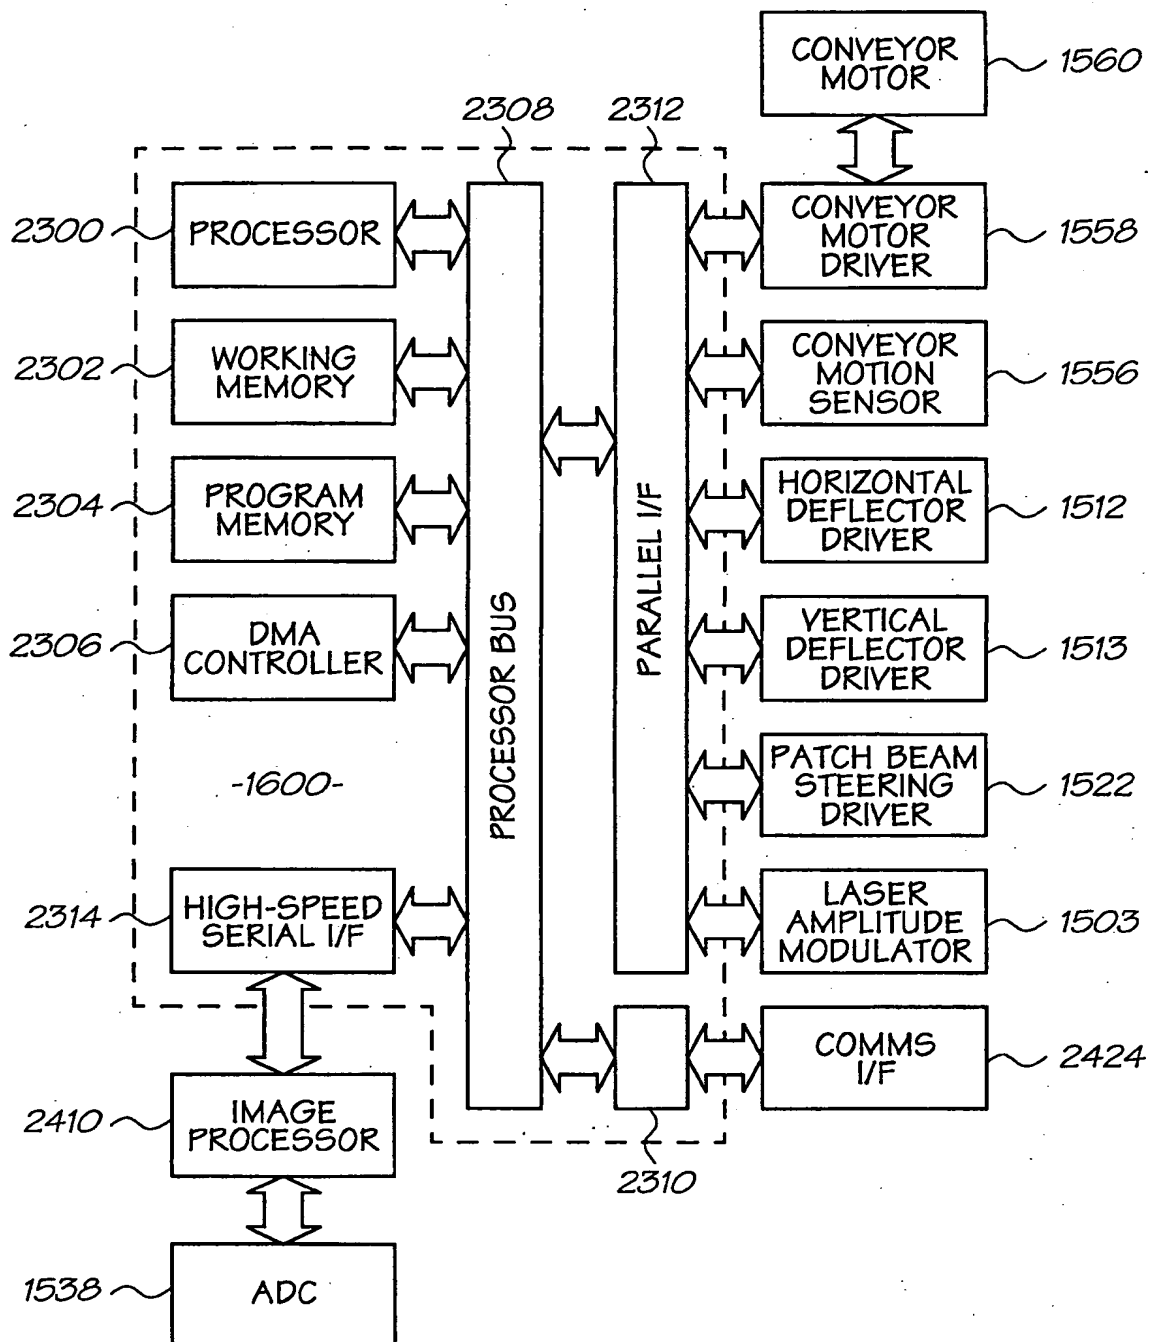 CONVEYOR
MOTOR
1560
2308
2312
2300
PROCESSOR
CONVEYOR
MOTOR
DRIVER
1558
2302
WORKING
MEMORY
CONVEYOR
MOTION
SENSOR
1556
2304
PROGRAM
MEMORY
HORIZONTAL
DEFLECTOR
DRIVER
1512
2306
DMA
CONTROLLER
PROCESSOR BUS
PARALLEL I/F
VERTICAL
DEFLECTOR
DRIVER
1513
-1600-
PATCH BEAM
STEERING
DRIVER
1522
2314
HIGH-SPEED
SERIAL I/F
LASER
AMPLITUDE
MODULATOR
1503
COMMS
I/F
2424
2410
IMAGE
PROCESSOR
2310
1538
ADC